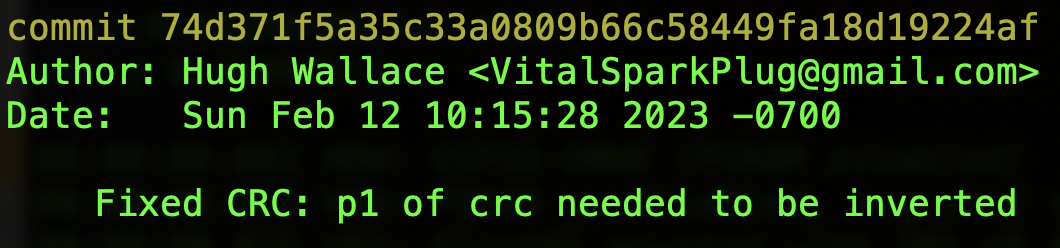 commit 74d371f5a35c33a0809b66c58449fa18d19224af
Author: Hugh Wallace <VitalSparkPlug@gmail.com>
Date:   Sun Feb 12 10:15:28 2023 -0700
Fixed CRC: p1 of crc needed to be inverted